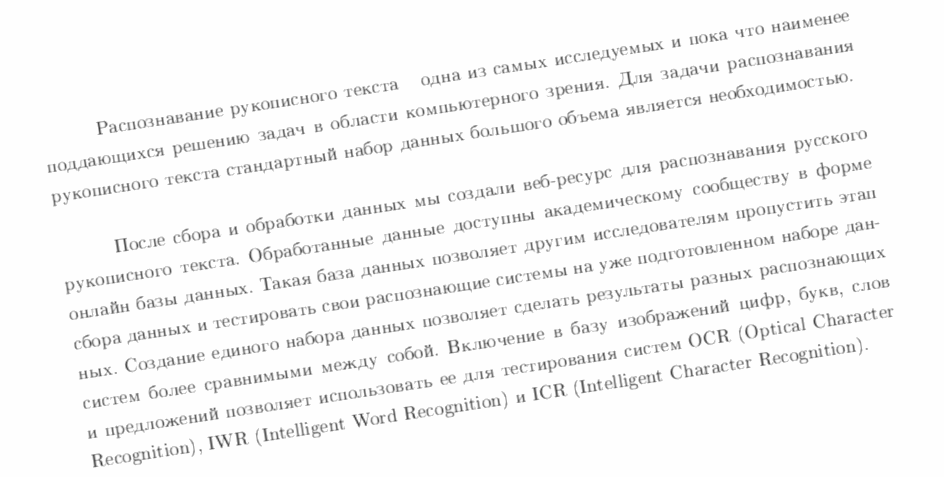 Распознавание рукописного текста одна из самых исследуемых и пока что наименее
поддающихся решению задач в области компьютерного зрения. Для задачи распознавания
рукописного текста стандартный набор данных большого объема является необходимостью.
После сбора и обработки данных мы создали веб-ресурс для распознавания русского
рукописного текста. Обработанные данные доступны академическому сообществу в форме
онлайн базы данных. Такая база данных позволяет другим исследователям пропустить этап
сбора данных и тестировать свои распознающие системы на уже подготовленном наборе дан-
ных. Создание единого набора данных позволяет сделать результаты разных распознающих
систем более сравнимыми между собой. Включение в базу изображений цифр, букв, слов
и предложений позволяет использовать ее для тестирования систем OCR (Optical Character
Recognition), IWR (Intelligent Word Recognition) и ICR (Intelligent Character Recognition).